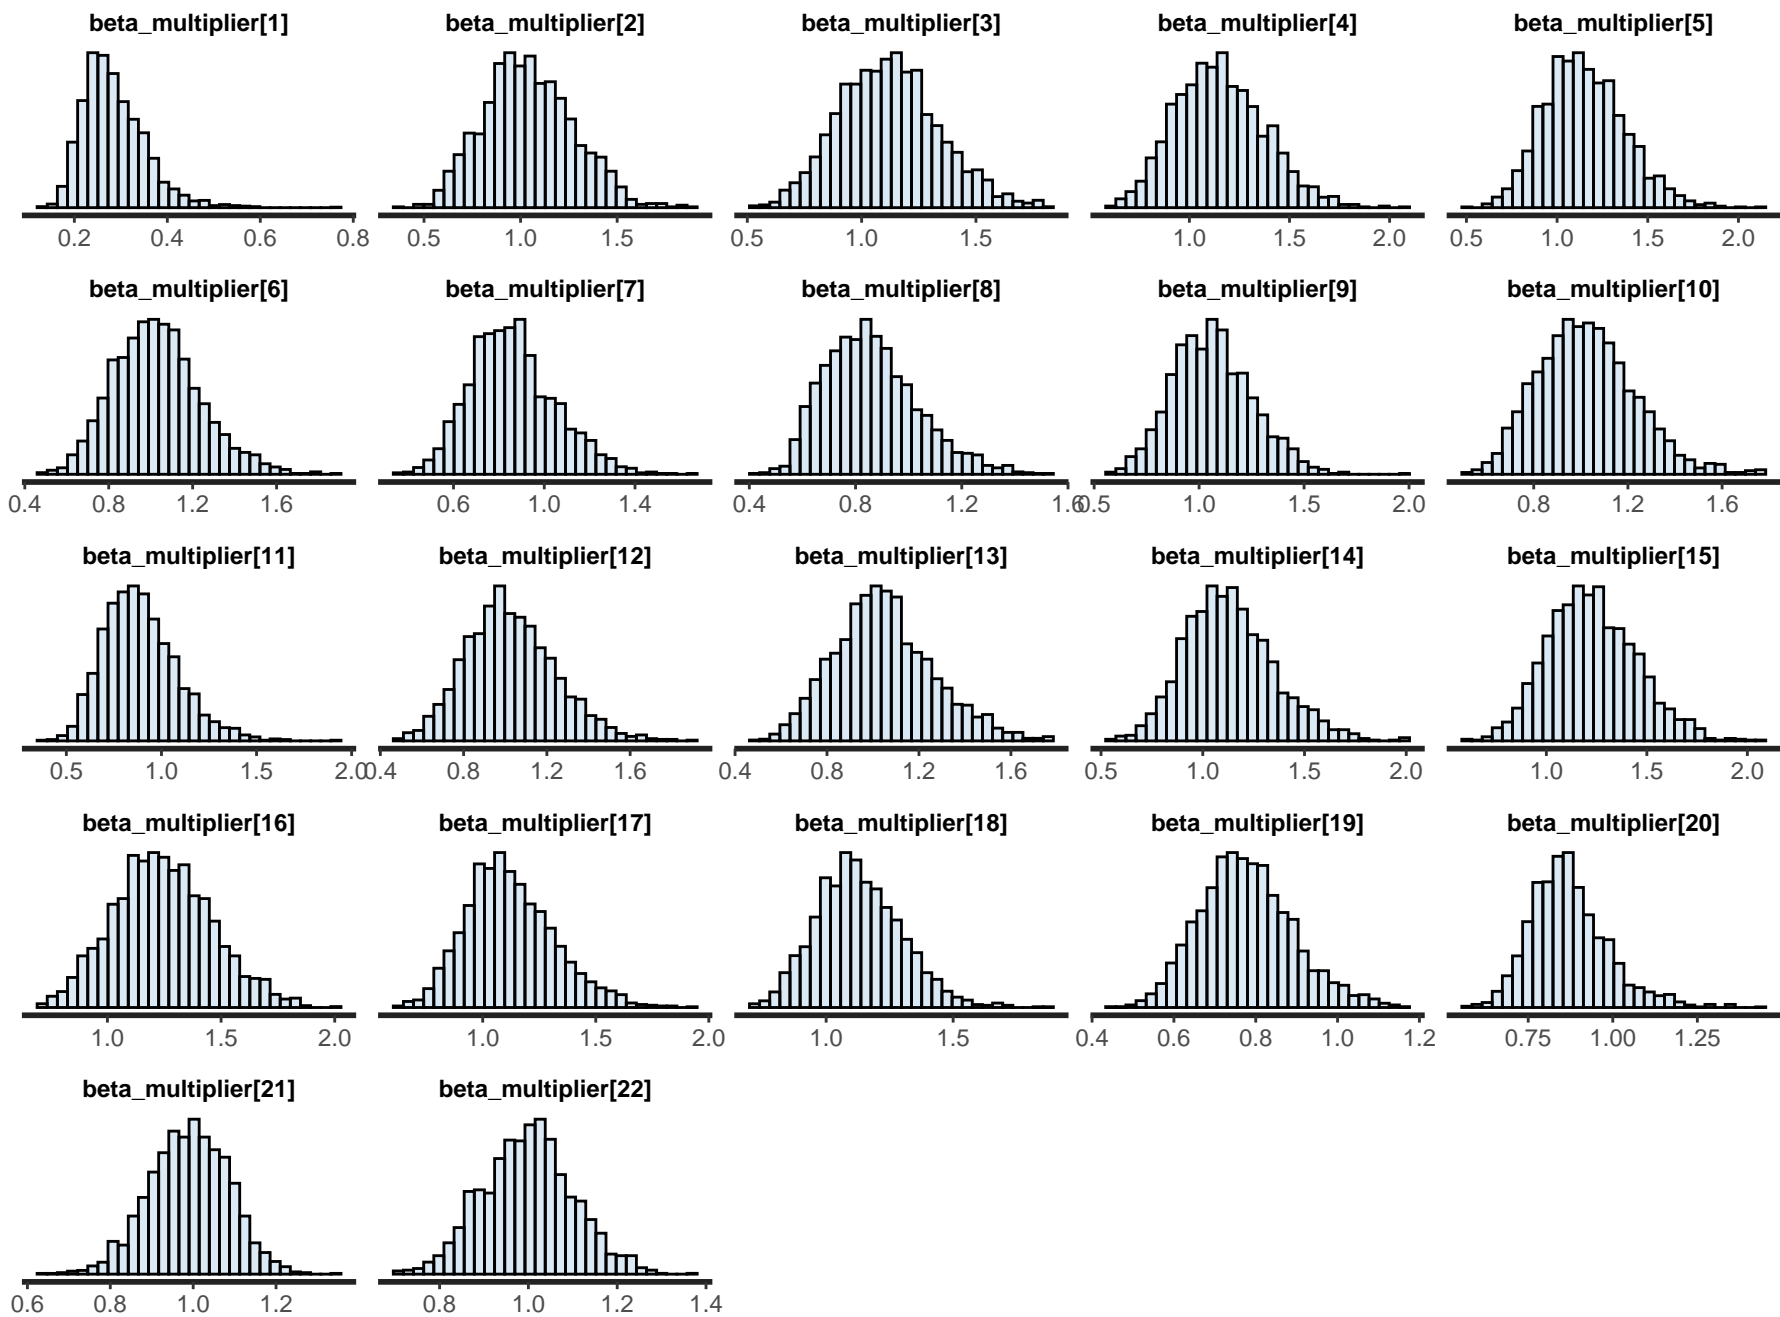 beta_multiplier[1] beta_multiplier[2] beta_multiplier[3] beta_multiplier[4] beta_multiplier[5]
0.2 0.4 0.6 0.8 0.5 1.0 1.5 0.5 1.0 1.5 1.0 1.5 2.0 0.5 1.0 1.5 2.0
beta_multiplier[6] beta_multiplier[7] beta_multiplier[8] beta_multiplier[9] beta_multiplier[10]
0.4 0.8 1.2 1.6 0.6 1.0 1.4 0.4 0.8 1.2 1.6 0.5 1.0 1.5 2.0 0.8 1.2 1.6
beta_multiplier[11] beta_multiplier[12] beta_multiplier[13] beta_multiplier[14] beta_multiplier[15]
0.5 1.0 1.5 2.0 0.4 0.8 1.2 1.6 0.4 0.8 1.2 1.6 0.5 1.0 1.5 2.0 1.0 1.5 2.0
beta_multiplier[16] beta_multiplier[17] beta_multiplier[18] beta_multiplier[19] beta_multiplier[20]
1.0 1.5 2.0 1.0 1.5 2.0 1.0 1.5 0.4 0.6 0.8 1.0 1.2 0.75 1.00 1.25
beta_multiplier[21] beta_multiplier[22]
0.6 0.8 1.0 1.2 0.8 1.0 1.2 1.4